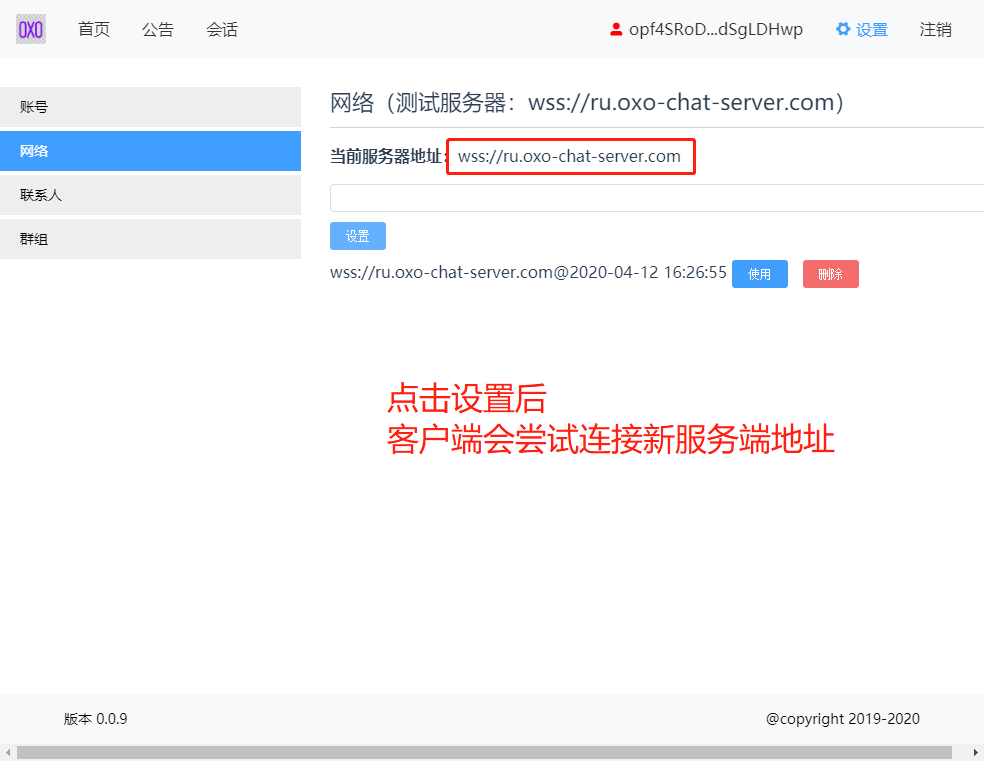 OXO 首页 公告 会话 opf4SRoD...dSgLDHwp 设置 注销
账号
网络
联系人
群组
网络（测试服务器：wss://ru.oxo-chat-server.com）
当前服务器地址: wss://ru.oxo-chat-server.com
设置
wss://ru.oxo-chat-server.com@2020-04-12 16:26:55 使用 删除
点击设置后
客户端会尝试连接新服务端地址
版本 0.0.9 @copyright 2019-2020